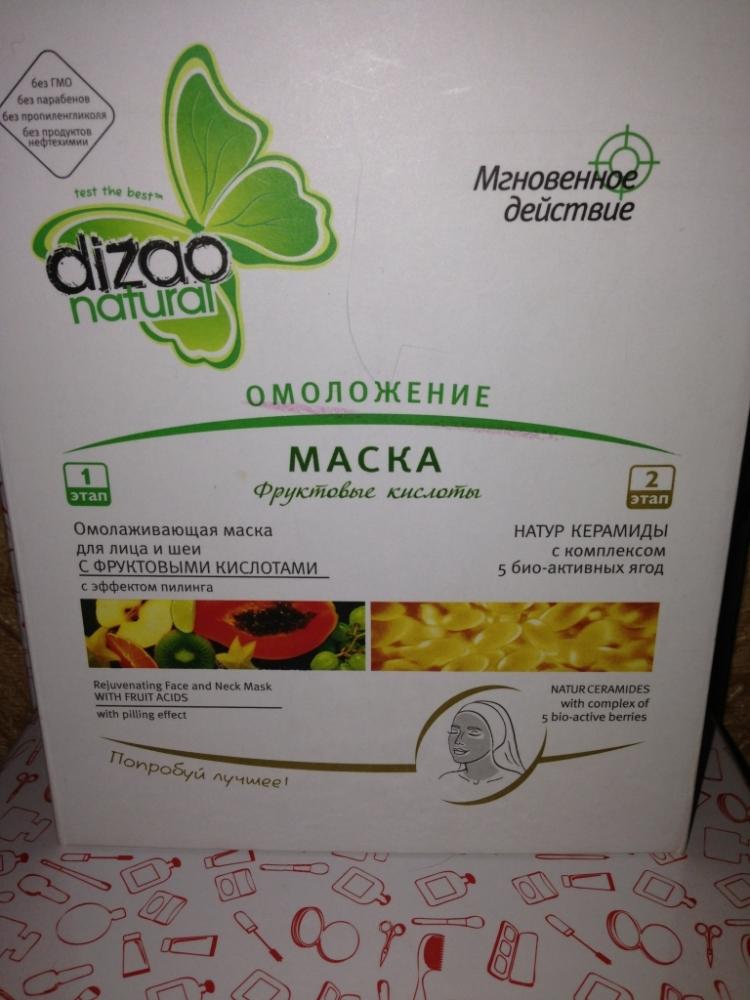 без ГМО
без парабенов
без пропиленгликоля
без продуктов
нефтехимии
test the best™
dizao
natural
Мгновенное
действие
ОМОЛОЖЕНИЕ
МАСКА
Фруктовые кислоты
1
этап
2
этап
Омолаживающая маска
для лица и шеи
С ФРУКТОВЫМИ КИСЛОТАМИ
с эффектом пилинга
НАТУР КЕРАМИДЫ
с комплексом
5 био-активных ягод
Rejuvenating Face and Neck Mask
WITH FRUIT ACIDS
with pilling effect
NATUR CERAMIDES
with complex of
5 bio-active berries
Попробуй лучшее!